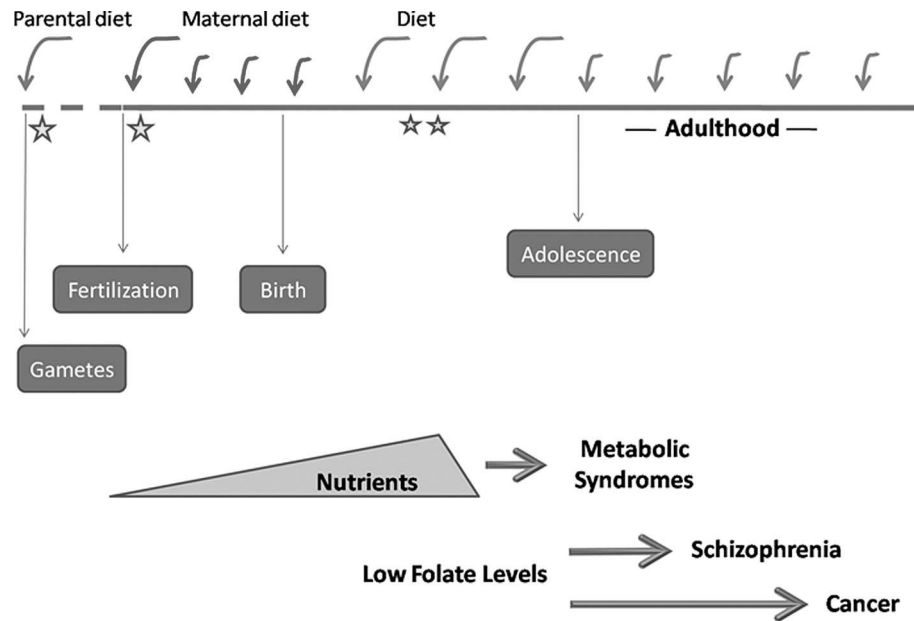 Parental diet
Maternal diet
Diet
Adulthood
Adolescence
Fertilization
Birth
Gametes
Nutrients
Metabolic
Syndromes
Schizophrenia
Low Folate Levels
Cancer